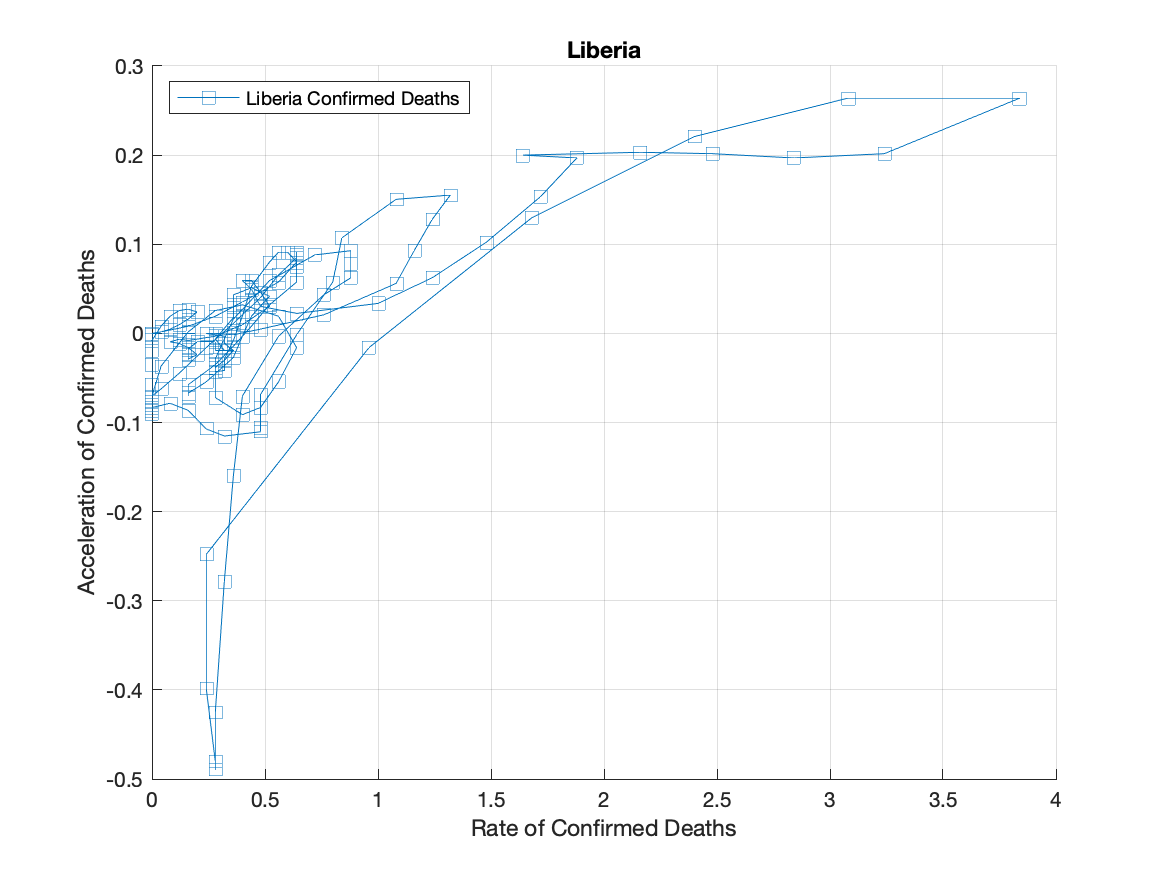 Liberia
Liberia Confirmed Deaths
0.3
0.2
0.1
0
-0.1
-0.2
-0.3
-0.4
-0.5
Acceleration of Confirmed Deaths
0 0.5 1 1.5 2 2.5 3 3.5 4
Rate of Confirmed Deaths